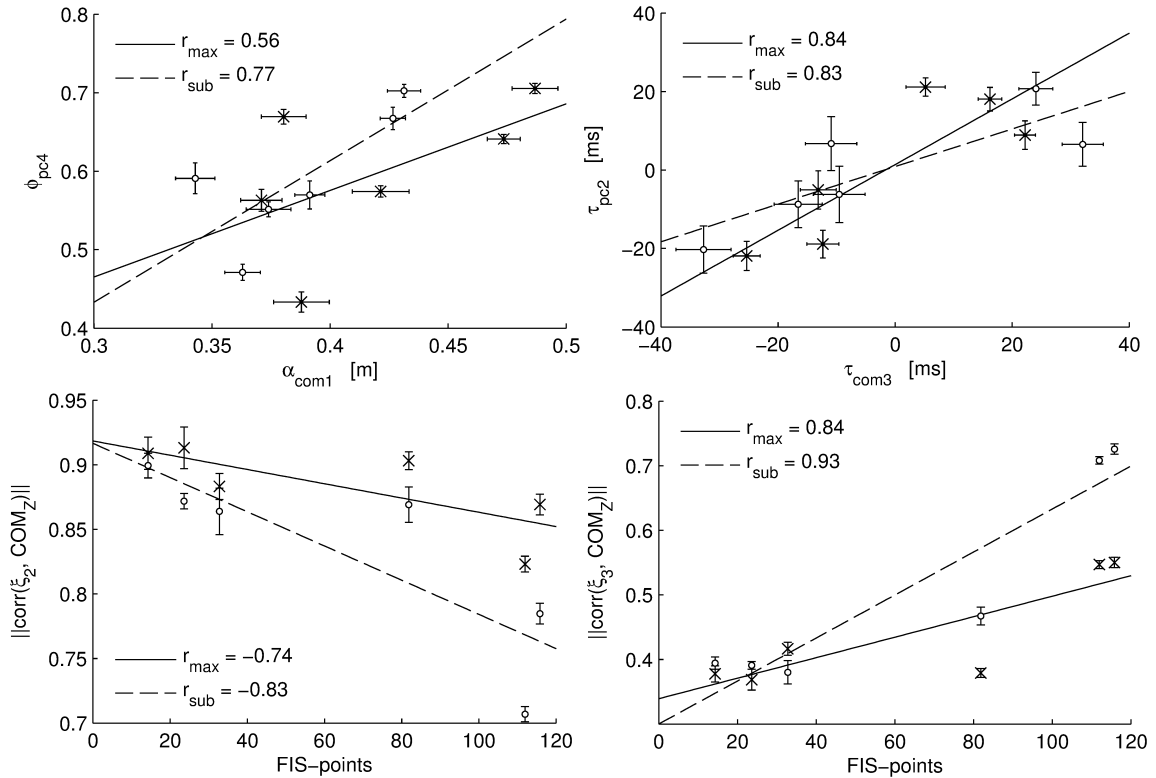 0.8
0.7
0.6
0.5
0.4
ϕpc4
r_max = 0.56
r_sub = 0.77
0.3 0.35 0.4 0.45 0.5
α_com1 [m]
40
20
0
−20
−40
τ_pc2 [ms]
r_max = 0.84
r_sub = 0.83
−40 −20 0 20 40
τ_com3 [ms]
0.95
0.9
0.85
0.8
0.75
0.7
||corr(ξ_2, COM_Z)||
r_max = −0.74
r_sub = −0.83
0 20 40 60 80 100 120
FIS−points
0.8
0.7
0.6
0.5
0.4
||corr(ξ_3, COM_Z)||
r_max = 0.84
r_sub = 0.93
0 20 40 60 80 100 120
FIS−points